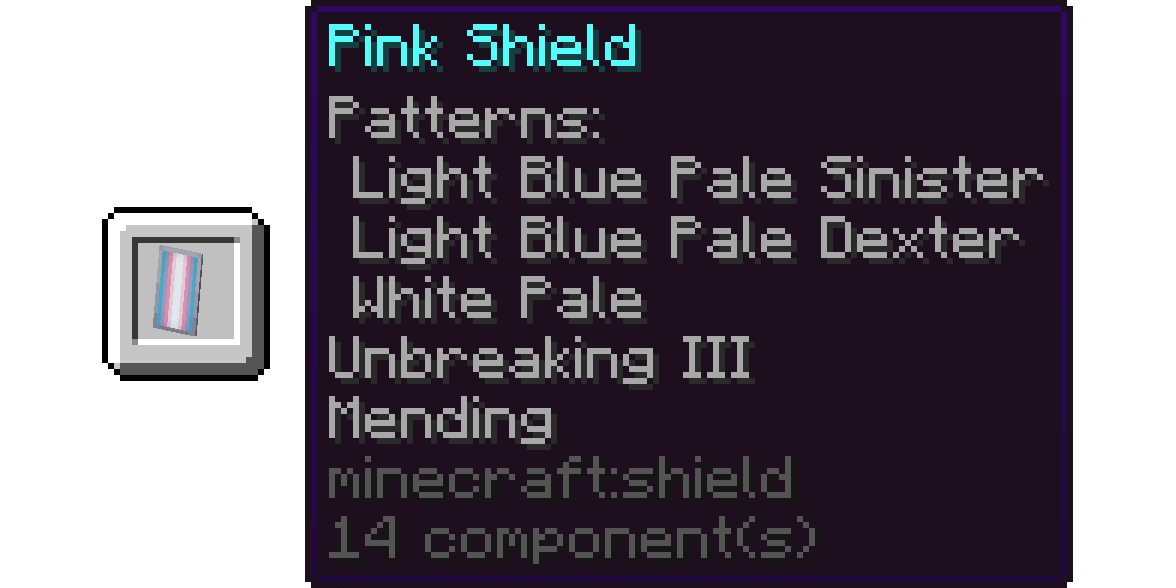 Pink Shield
Patterns:
Light Blue Pale Sinister
Light Blue Pale Dexter
White Pale
Unbreaking III
Mending
minecraft:shield
14 component(s)